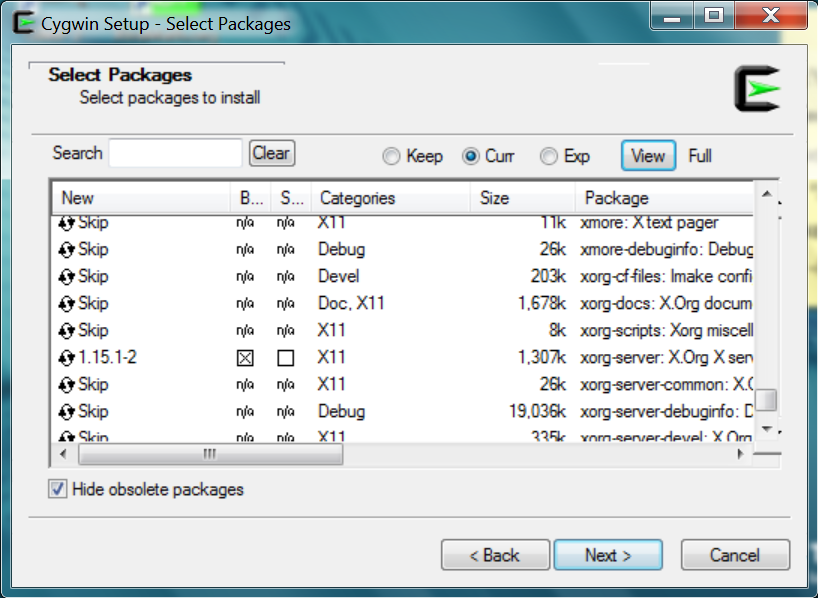 Cygwin Setup - Select Packages
Select Packages
Select packages to install
Search Clear Keep Curr Exp View Full
New B... S... Categories Size Package
Skip n/a n/a X11 11k xmore: X text pager
Skip n/a n/a Debug 26k xmore-debuginfo: Debug
Skip n/a n/a Devel 203k xorg-cf-files: Imake confi
Skip n/a n/a Doc, X11 1,678k xorg-docs: X.Org docum
Skip n/a n/a X11 8k xorg-scripts: Xorg miscell
1.15.1-2 X11 1,307k xorg-server: X.Org X serv
Skip n/a n/a X11 26k xorg-server-common: X.O
Skip n/a n/a Debug 19,036k xorg-server-debuginfo: D
Skip n/a n/a X11 335k xorg-server-devel: X.Org
Hide obsolete packages
< Back Next > Cancel